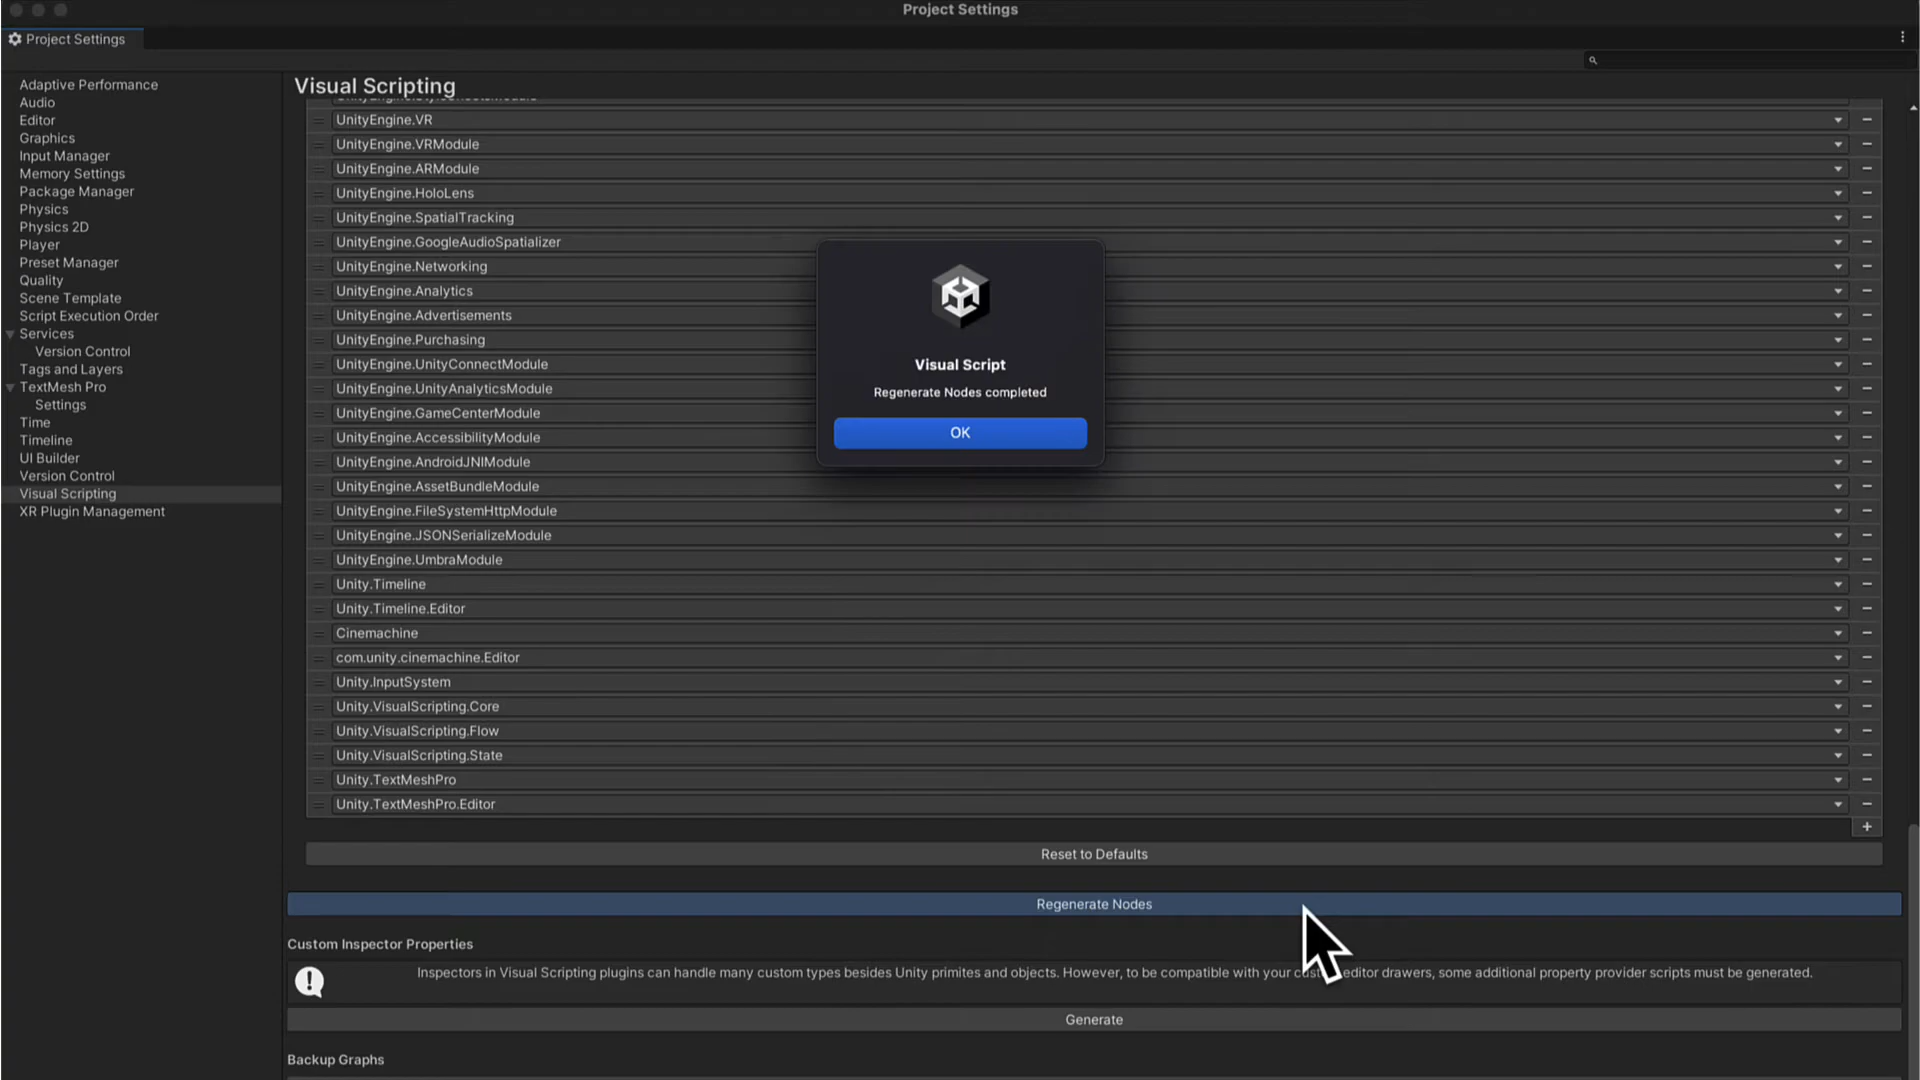 Project Settings
Project Settings
Adaptive Performance
Audio
Editor
Graphics
Input Manager
Memory Settings
Package Manager
Physics
Physics 2D
Player
Preset Manager
Quality
Scene Template
Script Execution Order
Services
Version Control
Tags and Layers
TextMesh Pro
Settings
Time
Timeline
UI Builder
Version Control
Visual Scripting
XR Plugin Management
Visual Scripting
UnityEngine.VR
UnityEngine.VRModule
UnityEngine.ARModule
UnityEngine.HoloLens
UnityEngine.SpatialTracking
UnityEngine.GoogleAudioSpatializer
UnityEngine.Networking
UnityEngine.Analytics
UnityEngine.Advertisements
UnityEngine.Purchasing
UnityEngine.UnityConnectModule
UnityEngine.UnityAnalyticsModule
UnityEngine.GameCenterModule
UnityEngine.AccessibilityModule
UnityEngine.AndroidJNIModule
UnityEngine.AssetBundleModule
UnityEngine.FileSystemHttpModule
UnityEngine.JSONSerializeModule
UnityEngine.UmbraModule
Unity.Timeline
Unity.Timeline.Editor
Cinemachine
com.unity.cinemachine.Editor
Unity.InputSystem
Unity.VisualScripting.Core
Unity.VisualScripting.Flow
Unity.VisualScripting.State
Unity.TextMeshPro
Unity.TextMeshPro.Editor
Visual Script
Regenerate Nodes completed
OK
Reset to Defaults
Regenerate Nodes
Custom Inspector Properties
Inspectors in Visual Scripting plugins can handle many custom types besides Unity primites and objects. However, to be compatible with your editor drawers, some additional property provider scripts must be generated.
Generate
Backup Graphs